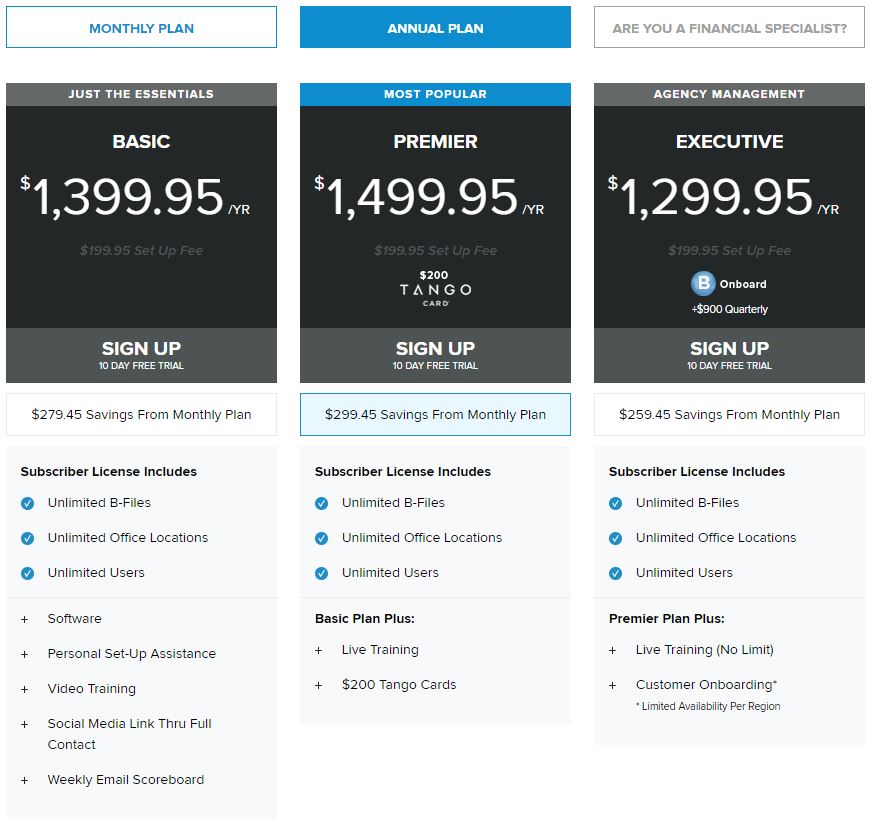 MONTHLY PLAN
ANNUAL PLAN
ARE YOU A FINANCIAL SPECIALIST?
JUST THE ESSENTIALS
BASIC
$1,399.95 /YR
$199.95 Set Up Fee
SIGN UP
10 DAY FREE TRIAL
$279.45 Savings From Monthly Plan
Subscriber License Includes
Unlimited B-Files
Unlimited Office Locations
Unlimited Users
+ Software
+ Personal Set-Up Assistance
+ Video Training
+ Social Media Link Thru Full
Contact
+ Weekly Email Scoreboard
MOST POPULAR
PREMIER
$1,499.95 /YR
$199.95 Set Up Fee
$200
TANGO
CARD
SIGN UP
10 DAY FREE TRIAL
$299.45 Savings From Monthly Plan
Subscriber License Includes
Unlimited B-Files
Unlimited Office Locations
Unlimited Users
Basic Plan Plus:
+ Live Training
+ $200 Tango Cards
AGENCY MANAGEMENT
EXECUTIVE
$1,299.95 /YR
$199.95 Set Up Fee
B Onboard
+$900 Quarterly
SIGN UP
10 DAY FREE TRIAL
$259.45 Savings From Monthly Plan
Subscriber License Includes
Unlimited B-Files
Unlimited Office Locations
Unlimited Users
Premier Plan Plus:
+ Live Training (No Limit)
+ Customer Onboarding*
* Limited Availability Per Region